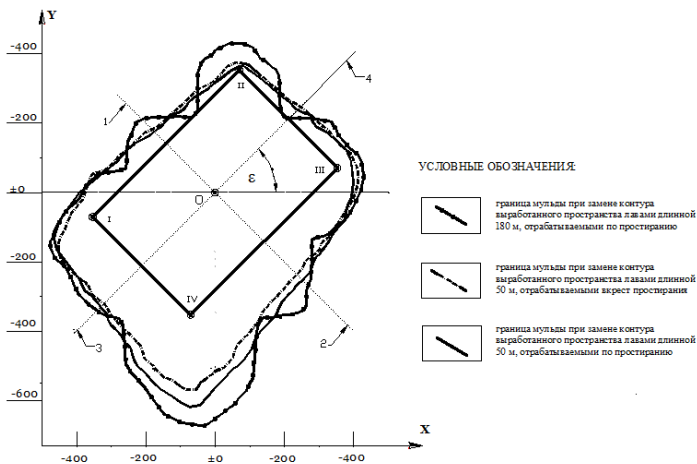 Y
-400
4
II
1
-200
УСЛОВНЫЕ ОБОЗНАЧЕНИЯ:
III
ε
±0
O
I
граница мульды при замене контура
выработанного пространства лавами длинной
180 м, отрабатываемыми по простиранию
-200
граница мульды при замене контура
выработанного пространства лавами длинной
50 м, отрабатываемыми вкрест простирания
IV
-400
3
2
граница мульды при замене контура
выработанного пространства лавами длинной
50 м, отрабатываемыми по простиранию
-600
X
-400 -200 ±0 -200 -400